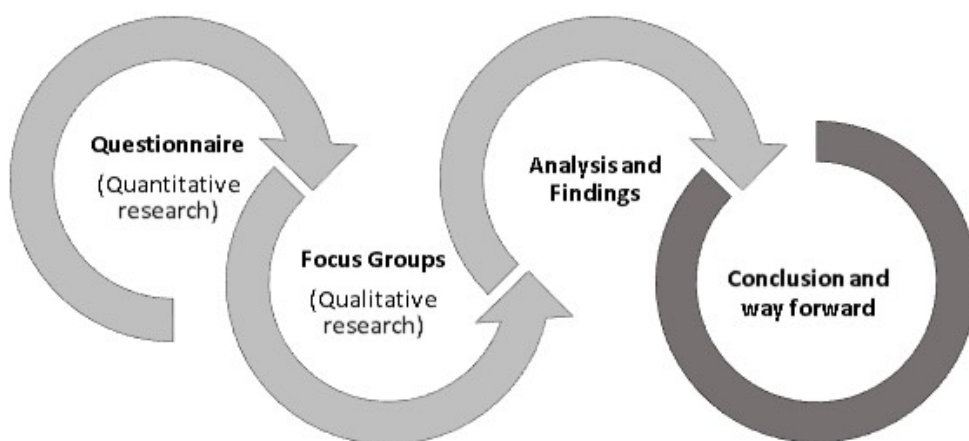 Questionnaire
(Quantitative
research)
Focus Groups
(Qualitative
research)
Analysis and
Findings
Conclusion and
way forward